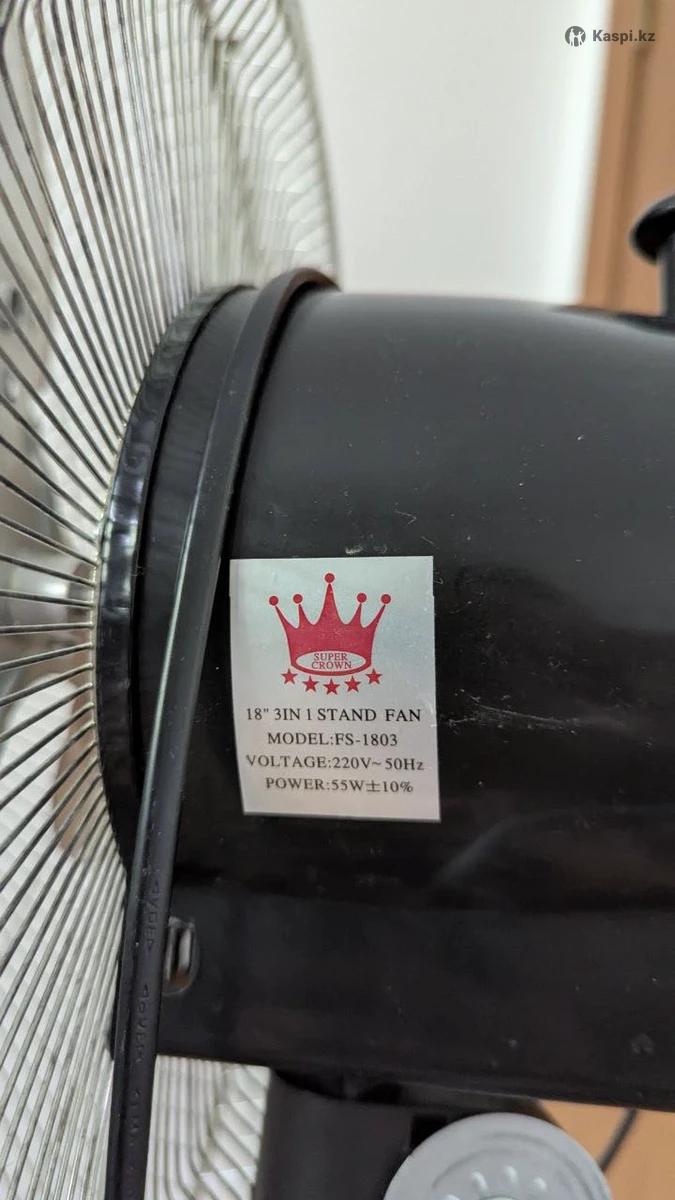 Kaspi.kz
SUPER
CROWN
18" 3IN 1 STAND FAN
MODEL:FS-1803
VOLTAGE:220V~50Hz
POWER:55W±10%